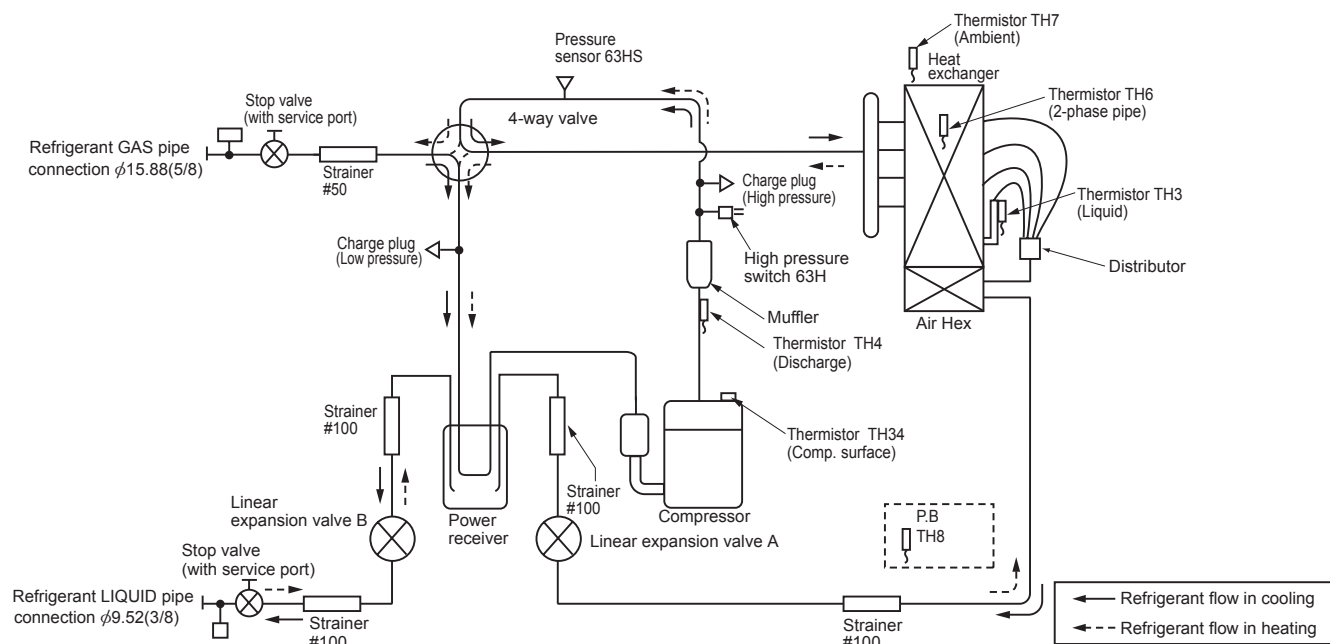 Thermistor TH7
(Ambient)
Pressure
sensor 63HS
Heat
exchanger
Stop valve
(with service port)
4-way valve
Thermistor TH6
(2-phase pipe)
Refrigerant GAS pipe
connection ϕ15.88(5/8)
Strainer
#50
Charge plug
(High pressure)
Thermistor TH3
(Liquid)
Charge plug
(Low pressure)
High pressure
switch 63H
Distributor
Muffler
Air Hex
Thermistor TH4
(Discharge)
Strainer
#100
Thermistor TH34
(Comp. surface)
Strainer
#100
Linear
expansion valve B
Power
receiver
Compressor
Linear expansion valve A
P.B
TH8
Stop valve
(with service port)
Refrigerant LIQUID pipe
connection ϕ9.52(3/8)
Strainer
#100
Strainer
#100
Refrigerant flow in cooling
Refrigerant flow in heating